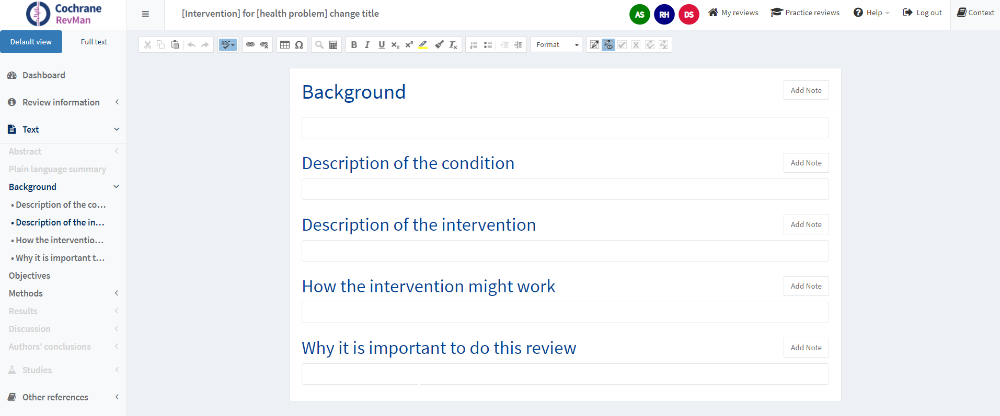 Cochrane
RevMan
[Intervention] for [health problem] change title
AS
RH
DS
My reviews
Practice reviews
Help
Log out
Context
Default view
Full text
ABC
B
I
U
x₂
x²
Tx
Format
Dashboard
Review information
Text
Abstract
Plain language summary
Background
• Description of the co...
• Description of the in...
• How the interventio...
• Why it is important t...
Objectives
Methods
Results
Discussion
Authors' conclusions
Studies
Other references
Background
Add Note
Description of the condition
Add Note
Description of the intervention
Add Note
How the intervention might work
Add Note
Why it is important to do this review
Add Note